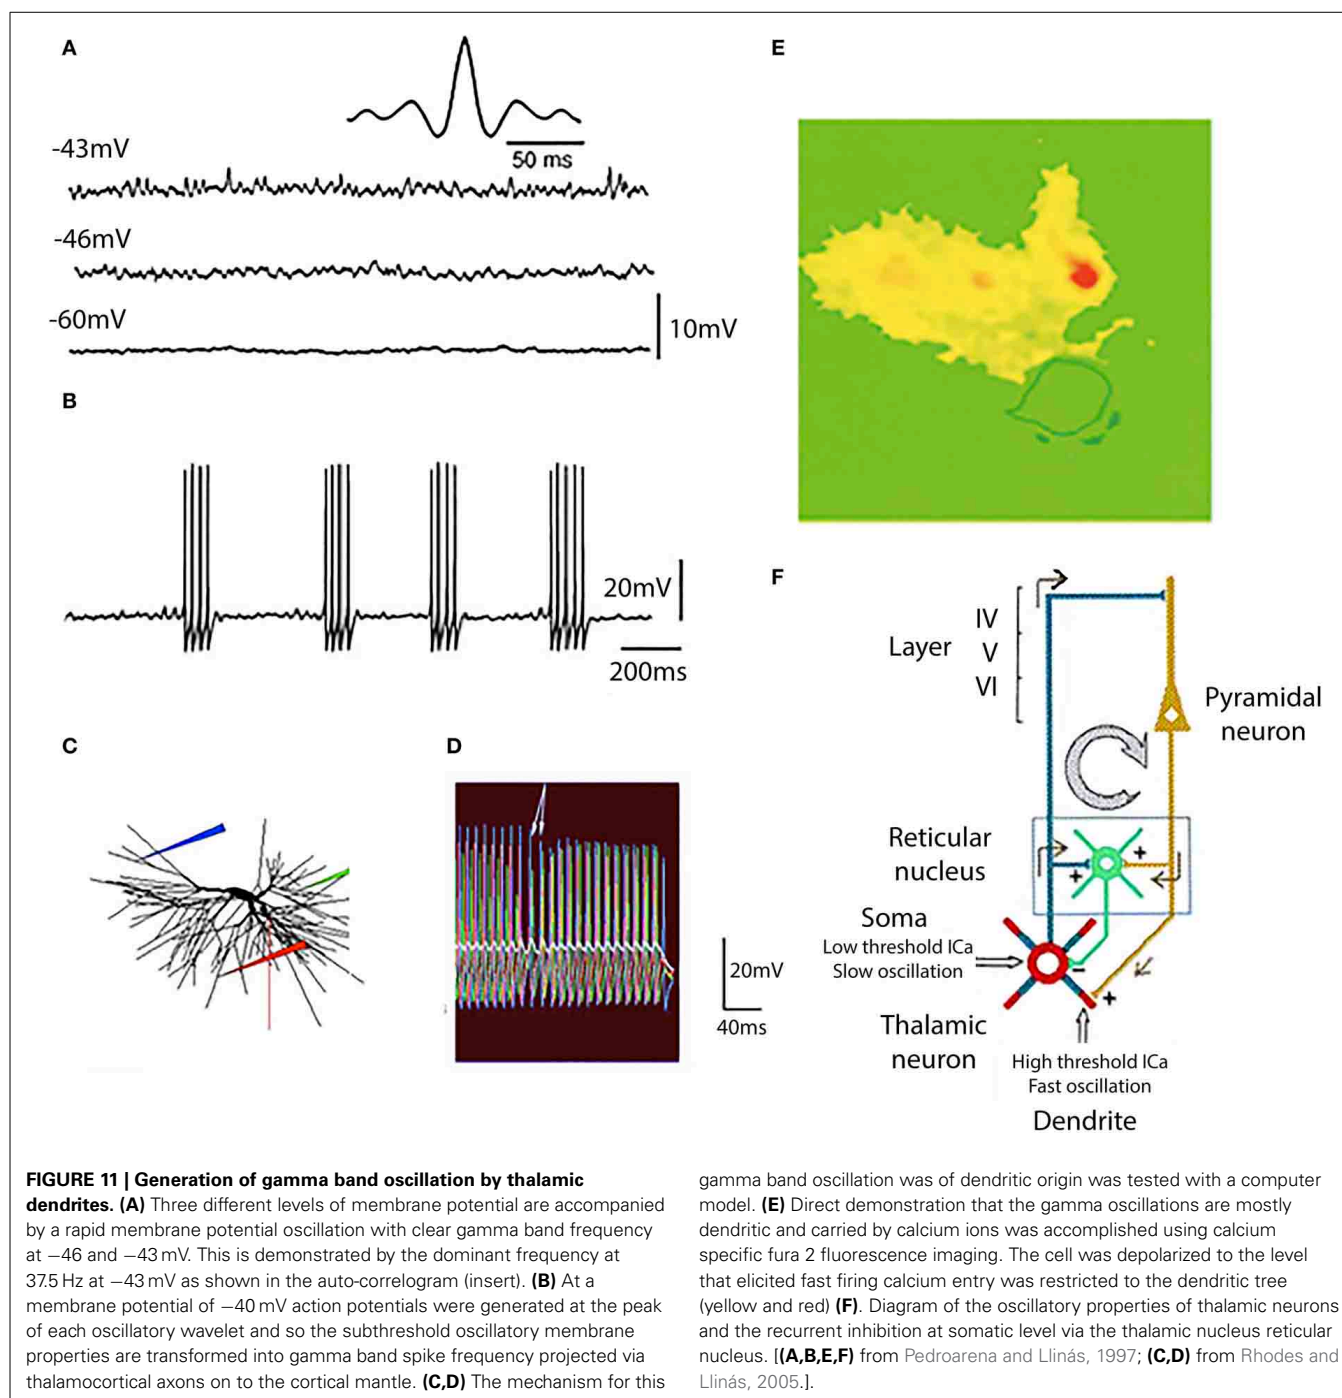 A
50 ms
-43mV
-46mV
-60mV
10mV
B
20mV
200ms
C
D
20mV
40ms
E
F
IV
Layer
V
VI
Pyramidal
neuron
Reticular
nucleus
+
+
Soma
Low threshold ICa
Slow oscillation
–
+
Thalamic
neuron
High threshold ICa
Fast oscillation
Dendrite
FIGURE 11 | Generation of gamma band oscillation by thalamic
dendrites. (A) Three different levels of membrane potential are accompanied
by a rapid membrane potential oscillation with clear gamma band frequency
at −46 and −43 mV. This is demonstrated by the dominant frequency at
37.5 Hz at −43 mV as shown in the auto-correlogram (insert). (B) At a
membrane potential of −40 mV action potentials were generated at the peak
of each oscillatory wavelet and so the subthreshold oscillatory membrane
properties are transformed into gamma band spike frequency projected via
thalamocortical axons on to the cortical mantle. (C,D) The mechanism for this
gamma band oscillation was of dendritic origin was tested with a computer
model. (E) Direct demonstration that the gamma oscillations are mostly
dendritic and carried by calcium ions was accomplished using calcium
specific fura 2 fluorescence imaging. The cell was depolarized to the level
that elicited fast firing calcium entry was restricted to the dendritic tree
(yellow and red) (F). Diagram of the oscillatory properties of thalamic neurons
and the recurrent inhibition at somatic level via the thalamic nucleus reticular
nucleus. [(A,B,E,F) from Pedroarena and Llinás, 1997; (C,D) from Rhodes and
Llinás, 2005.].